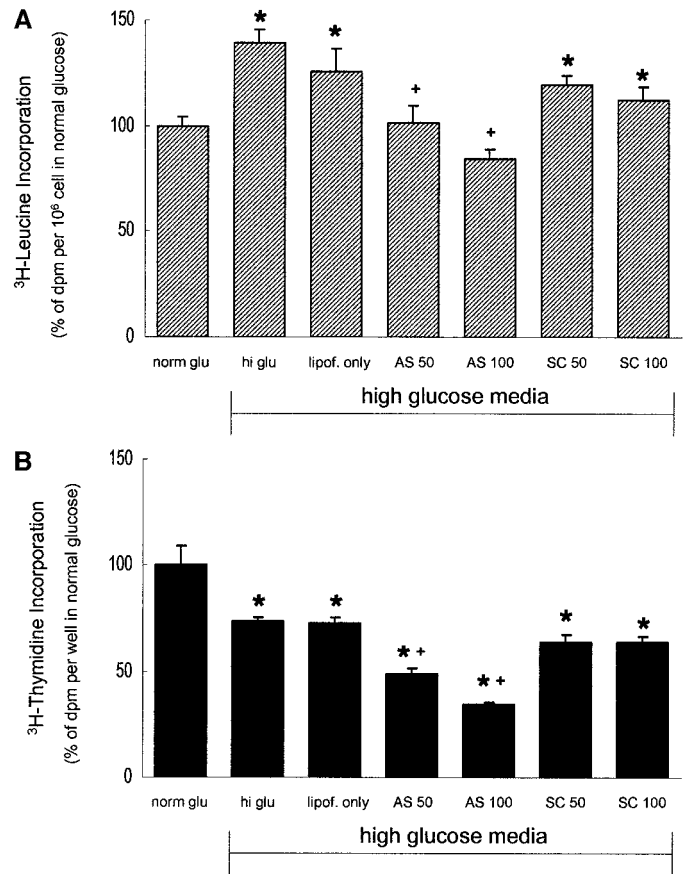 A
³H-Leucine Incorporation
(% of dpm per 10⁶ cell in normal glucose)
150
100
50
0
* * + + * *
norm glu hi glu lipof. only AS 50 AS 100 SC 50 SC 100
high glucose media
B
³H-Thymidine Incorporation
(% of dpm per well in normal glucose)
150
100
50
0
* * * + * + * *
norm glu hi glu lipof. only AS 50 AS 100 SC 50 SC 100
high glucose media